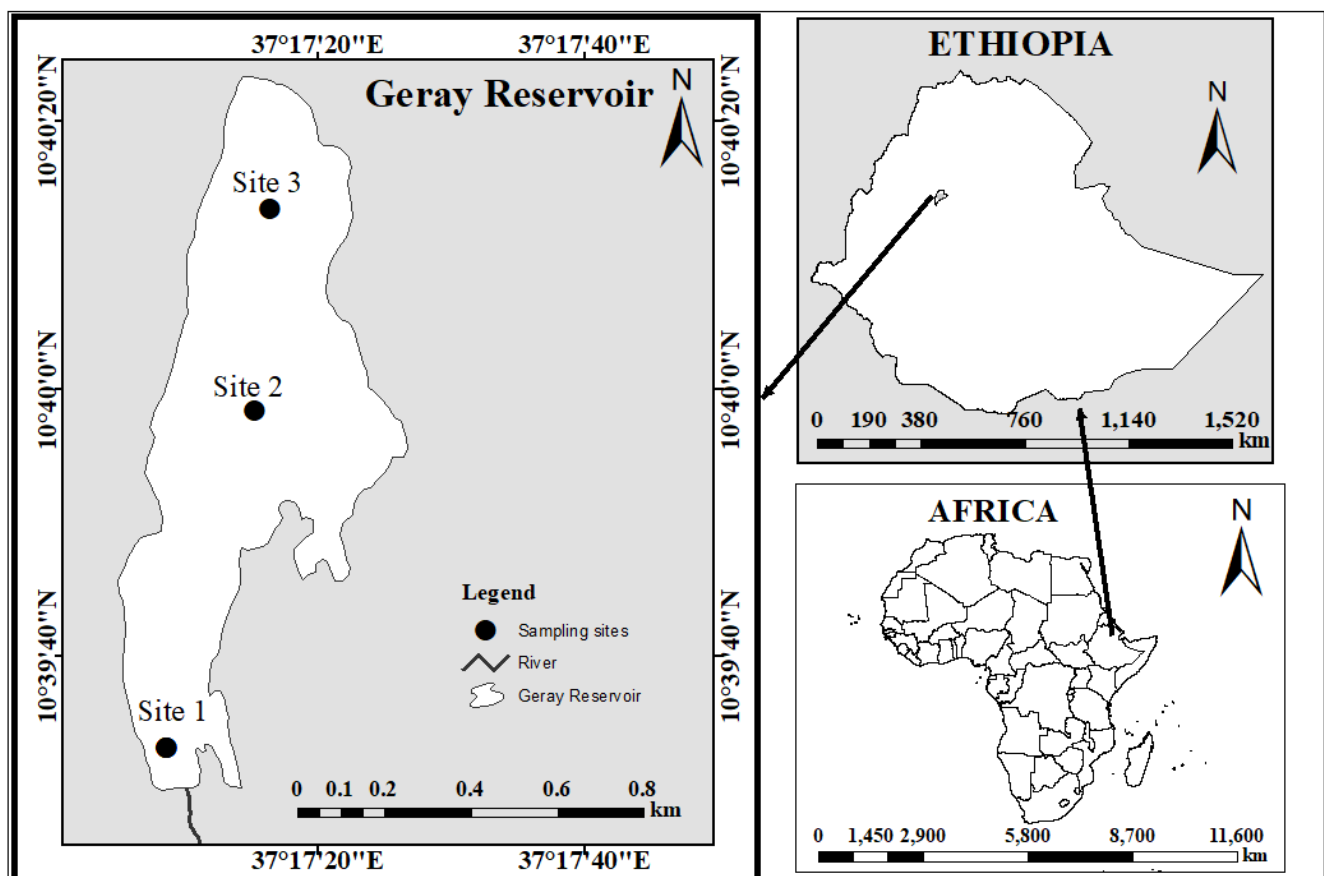 37°17'20"E 37°17'40"E
Geray Reservoir
N
10°40'20"N
10°40'20"N
Site 3
Site 2
10°40'0"N
10°40'0"N
Legend
Sampling sites
River
Geray Reservoir
10°39'40"N
10°39'40"N
Site 1
0 0.1 0.2 0.4 0.6 0.8
km
37°17'20"E 37°17'40"E
ETHIOPIA
N
0 190 380 760 1,140 1,520
km
AFRICA
N
0 1,450 2,900 5,800 8,700 11,600
km